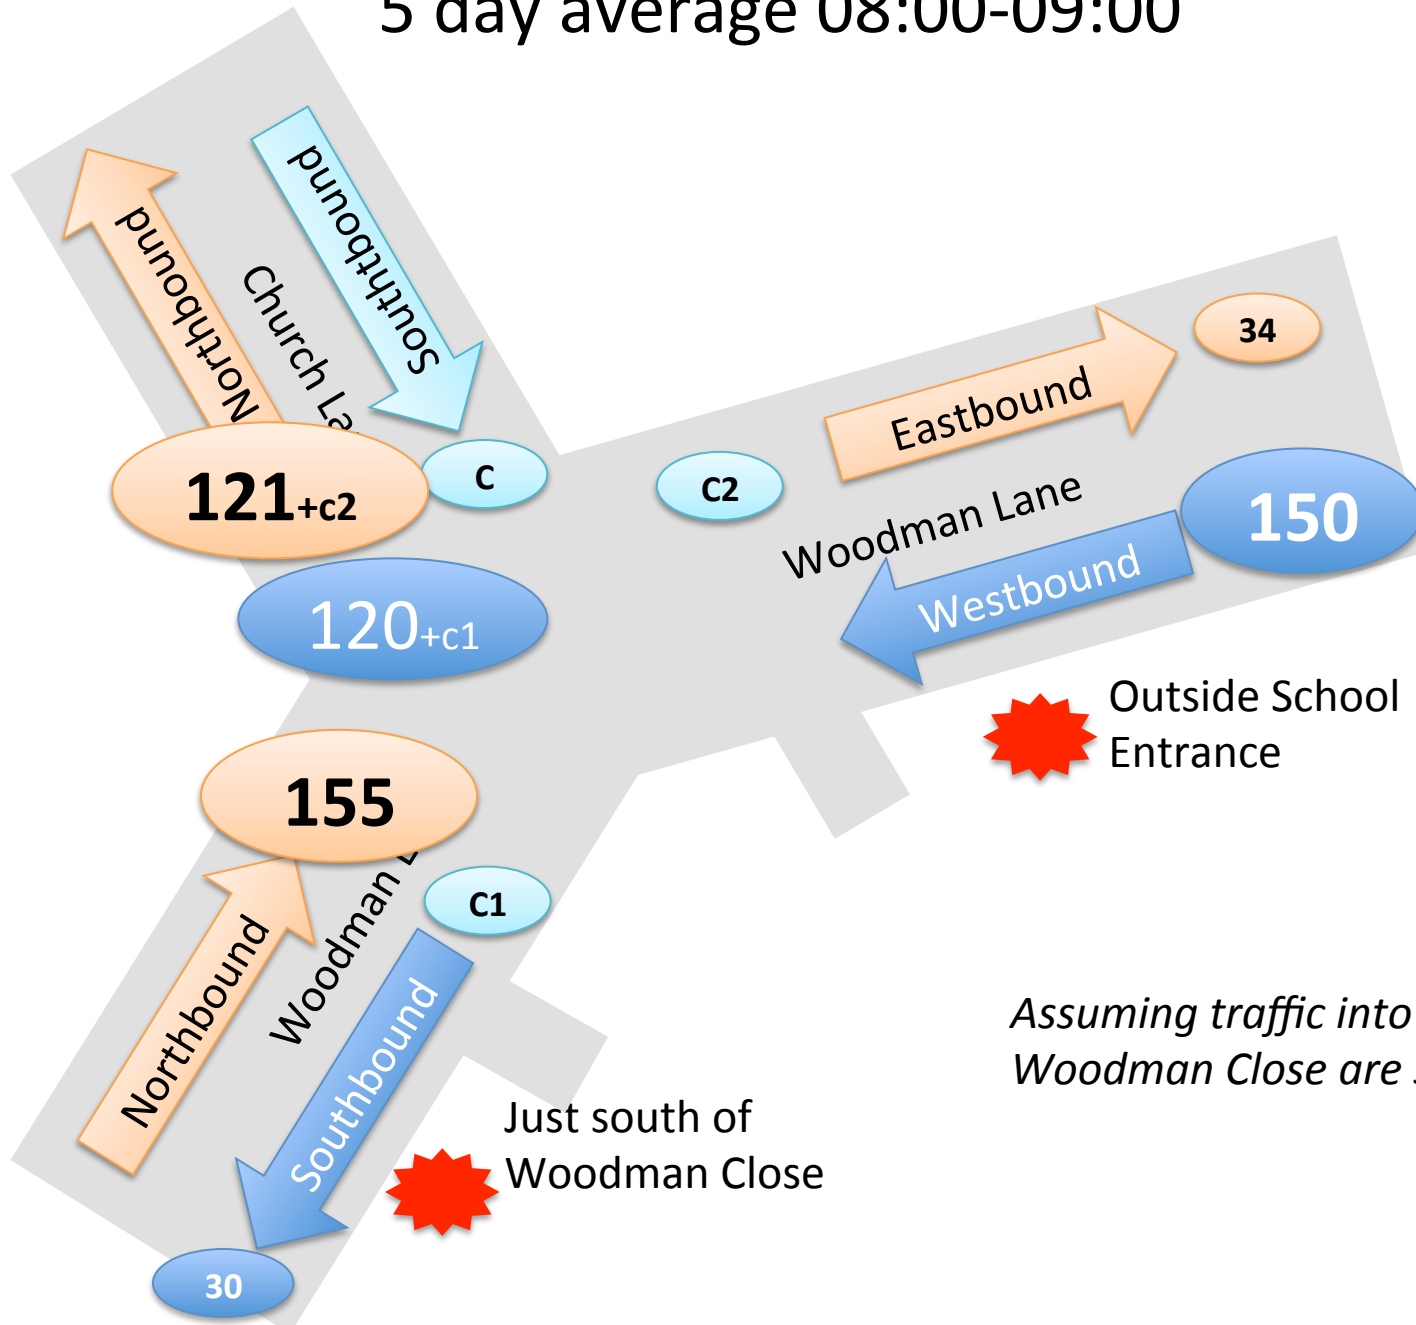 5 day average 08:00-09:00
Southbound
Northbound
Church
34
Eastbound
C
121+c2
C2
Woodman Lane
150
Westbound
120+c1
Outside School
Entrance
155
Woodman
C1
Northbound
Southbound
Assuming traffic into
Woodman Close are
Just south of
Woodman Close
30